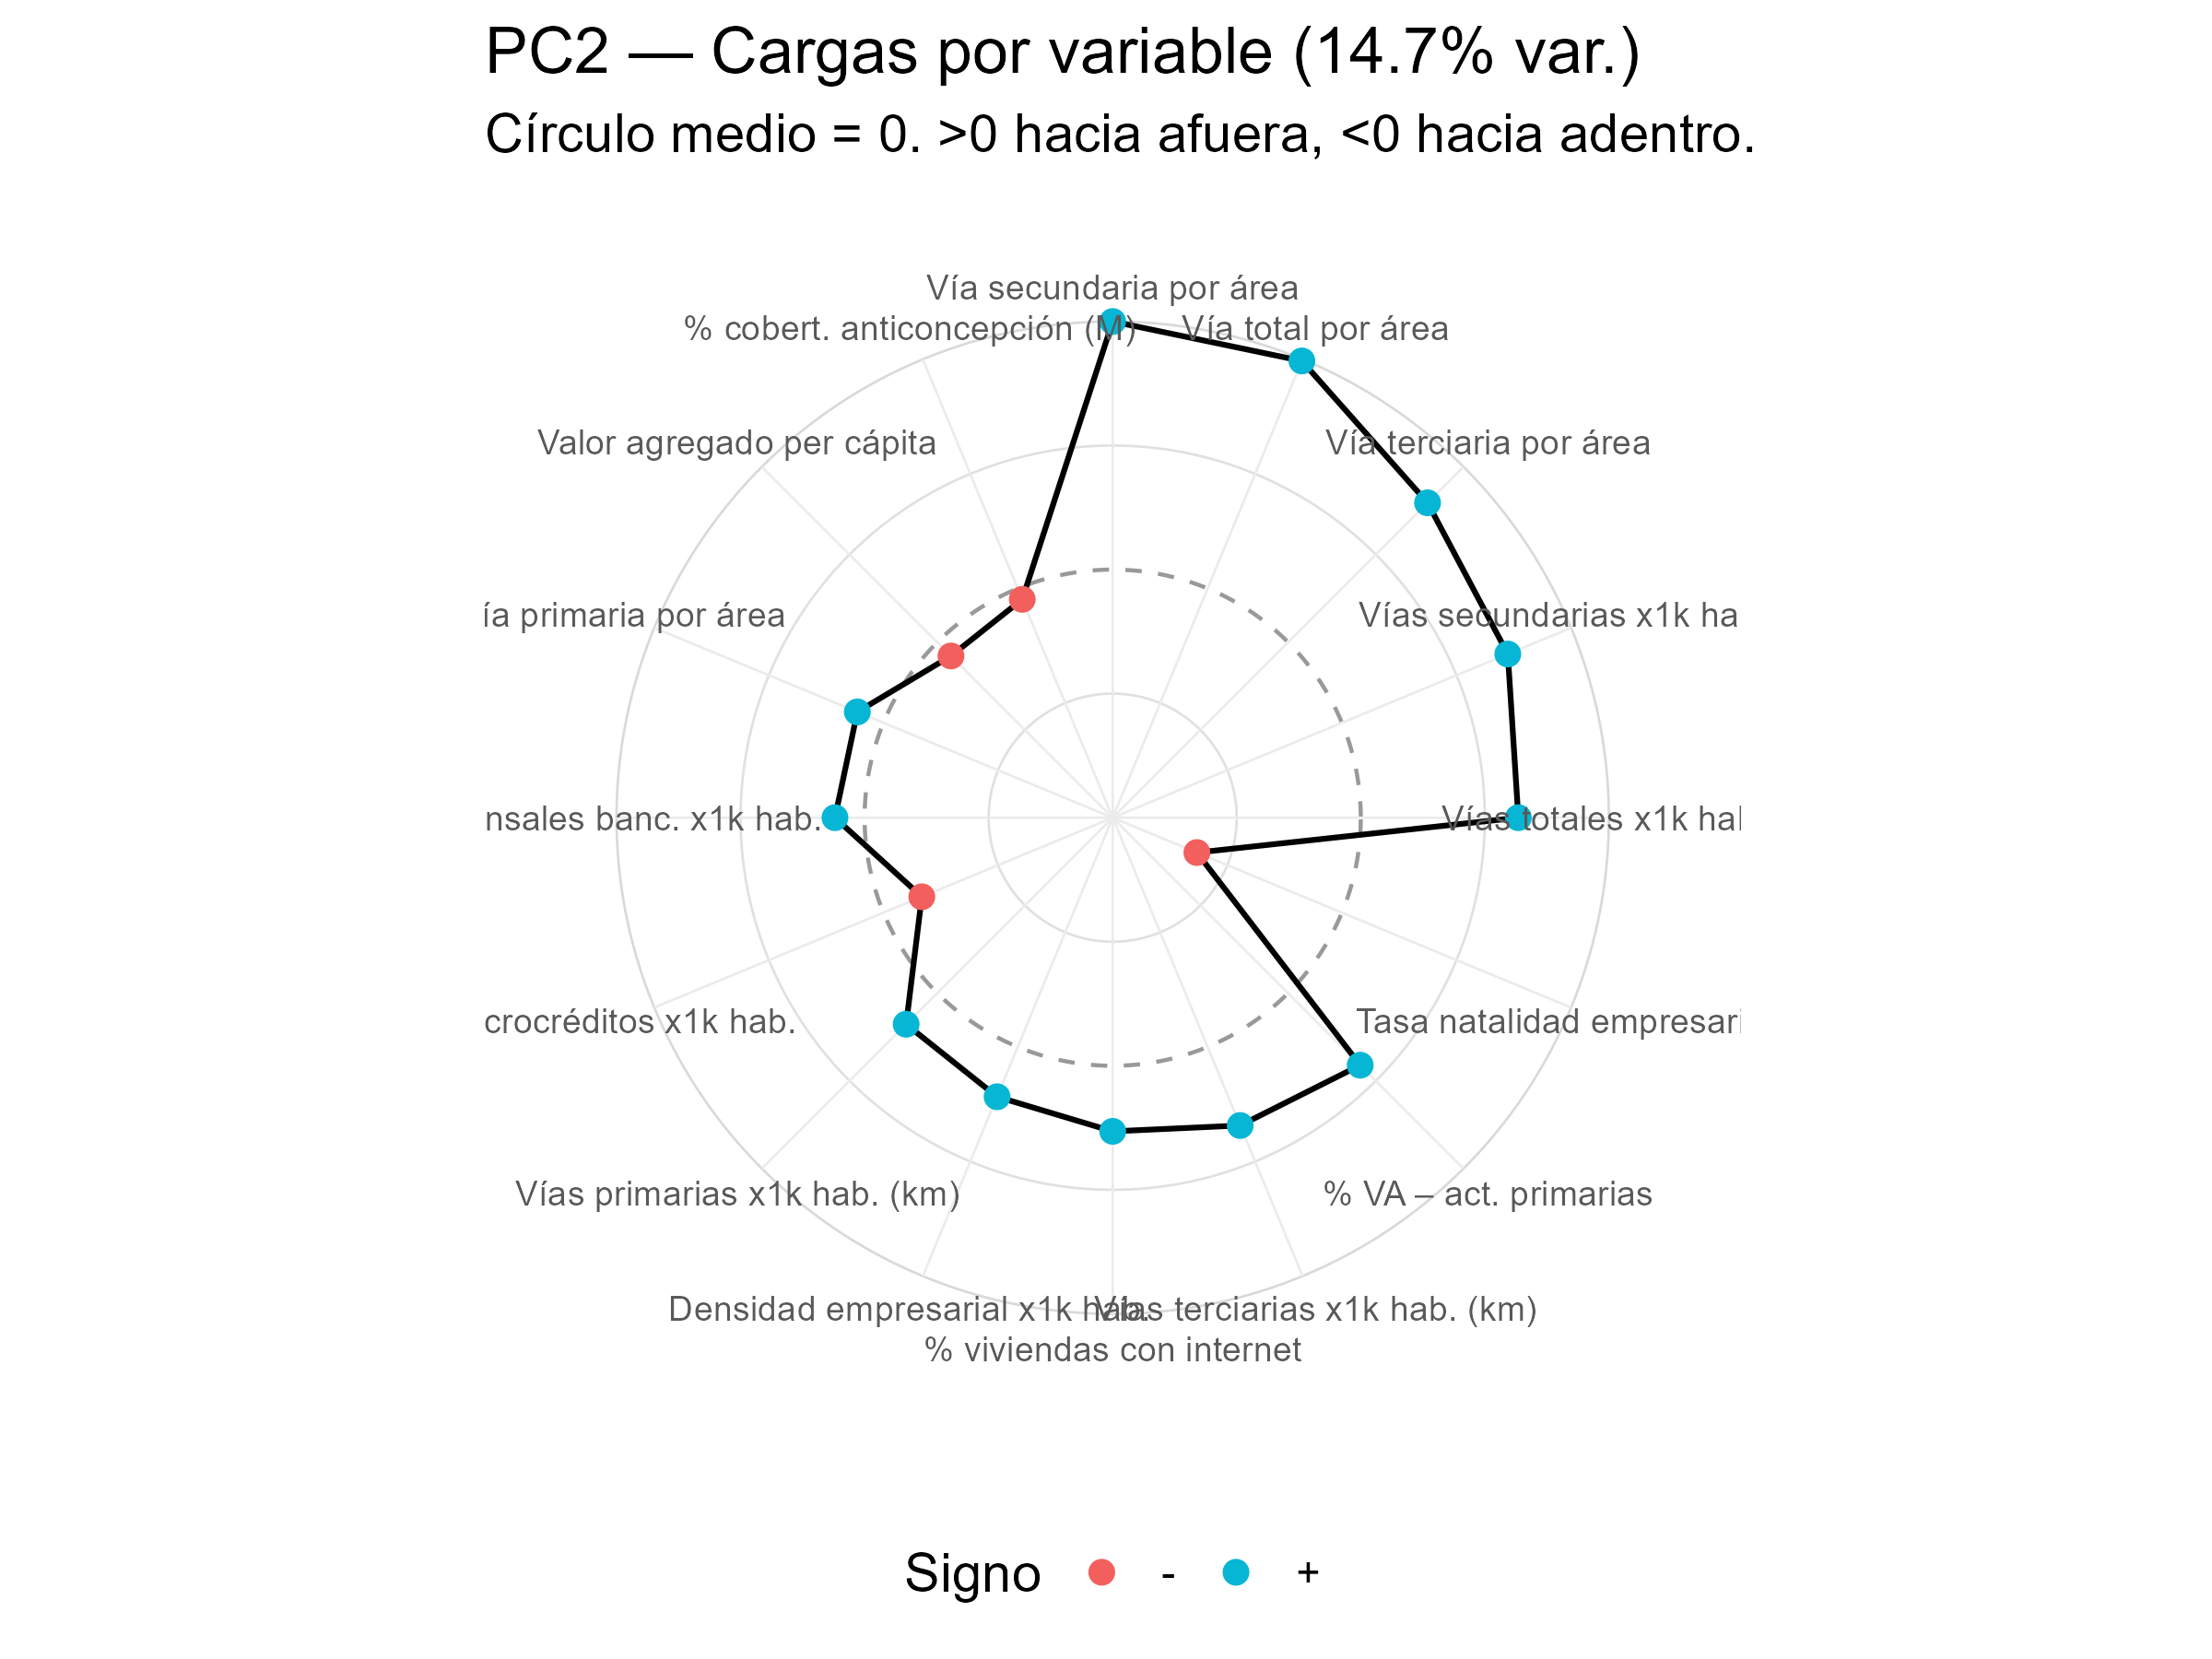 PC2 — Cargas por variable (14.7% var.)
Círculo medio = 0. >0 hacia afuera, <0 hacia adentro.
Vía secundaria por área
% cobert. anticoncepción (M)
Vía total por área
Valor agregado per cápita
Vía terciaria por área
ía primaria por área
Vías secundarias x1k ha
nsales banc. x1k hab.
Vías totales x1k hal
crocréditos x1k hab.
Tasa natalidad empresari
Vías primarias x1k hab. (km)
% VA – act. primarias
Densidad empresarial x1k hab.
Vías terciarias x1k hab. (km)
% viviendas con internet
Signo - +